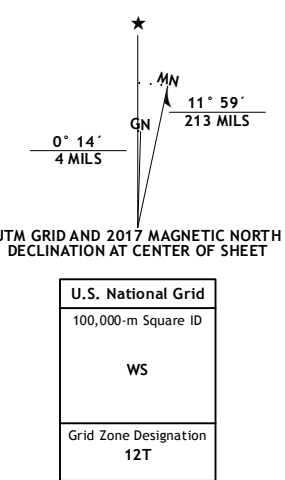 ★
MN
11° 59´
213 MILS
GN
0° 14´
4 MILS
UTM GRID AND 2017 MAGNETIC NORTH
DECLINATION AT CENTER OF SHEET
U.S. National Grid
100,000-m Square ID
WS
Grid Zone Designation
12T